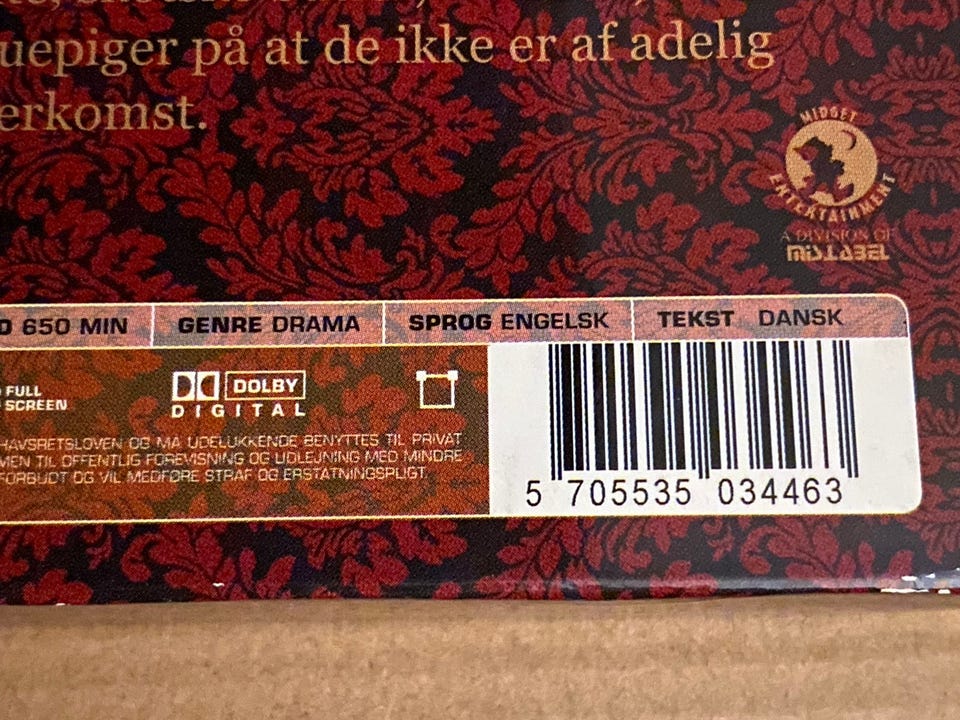 uepiger på at de ikke er af adelig
erkomst.
MIDGET
ENTERTAINMENT
A DIVISION OF
MIS.LABEL
650 MIN GENRE DRAMA SPROG ENGELSK TEKST DANSK
FULL
SCREEN
DOLBY
DIGITAL
HAVSRETSLOVEN OG MÅ UDELUKKENDE BENYTTES TIL PRIVAT
MEN TIL OFFENTLIG FOREVISNING OG UDLEJNING MED MINDRE
FORBUDT OG VIL MEDFØRE STRAF OG ERSTATNINGSPLIGT.
5 705535 034463